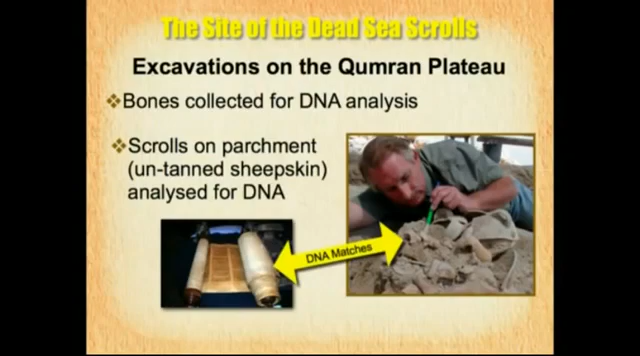 The Site of the Dead Sea Scrolls
Excavations on the Qumran Plateau
Bones collected for DNA analysis
Scrolls on parchment
(un-tanned sheepskin)
analysed for DNA
DNA Matches